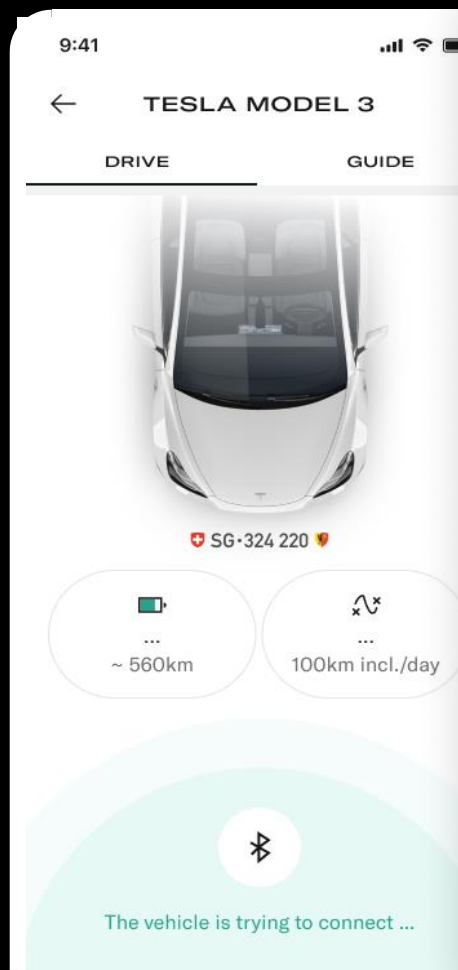 9:41
TESLA MODEL 3
DRIVE GUIDE
SG·324 220
... ...
~ 560km 100km incl./day
The vehicle is trying to connect ...